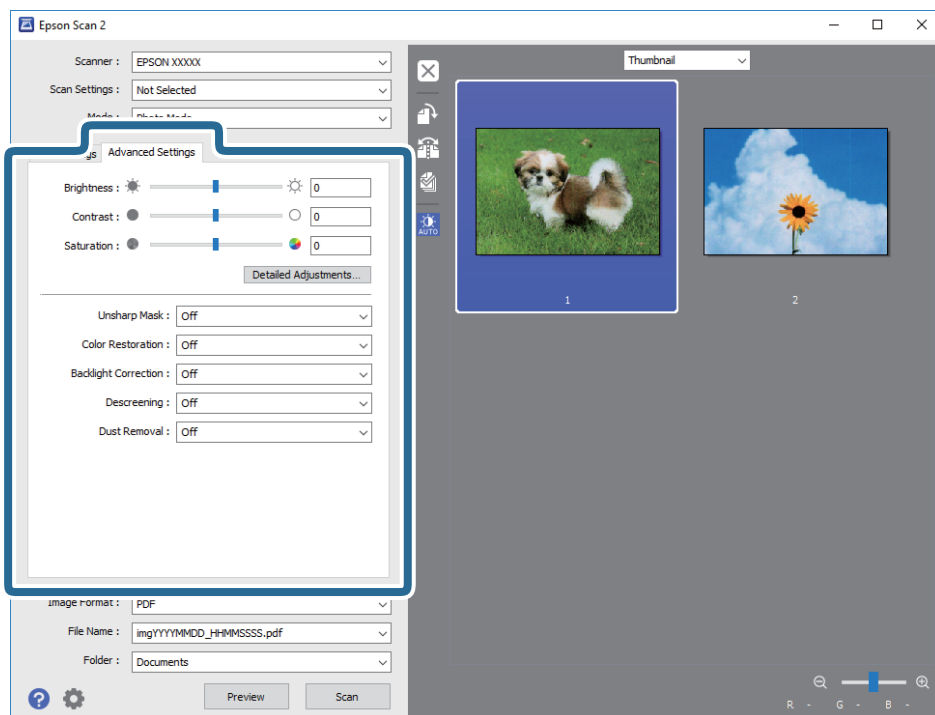 Epson Scan 2
Scanner : EPSON XXXXX
Scan Settings : Not Selected
Advanced Settings
Brightness : 0
Contrast : 0
Saturation : 0
Detailed Adjustments...
Unsharp Mask : Off
Color Restoration : Off
Backlight Correction : Off
Descreening : Off
Dust Removal : Off
Image Format : PDF
File Name : imgYYYYMMDD_HHMMSSSS.pdf
Folder : Documents
Preview Scan
AUTO
Thumbnail
1 2
R - G - B -